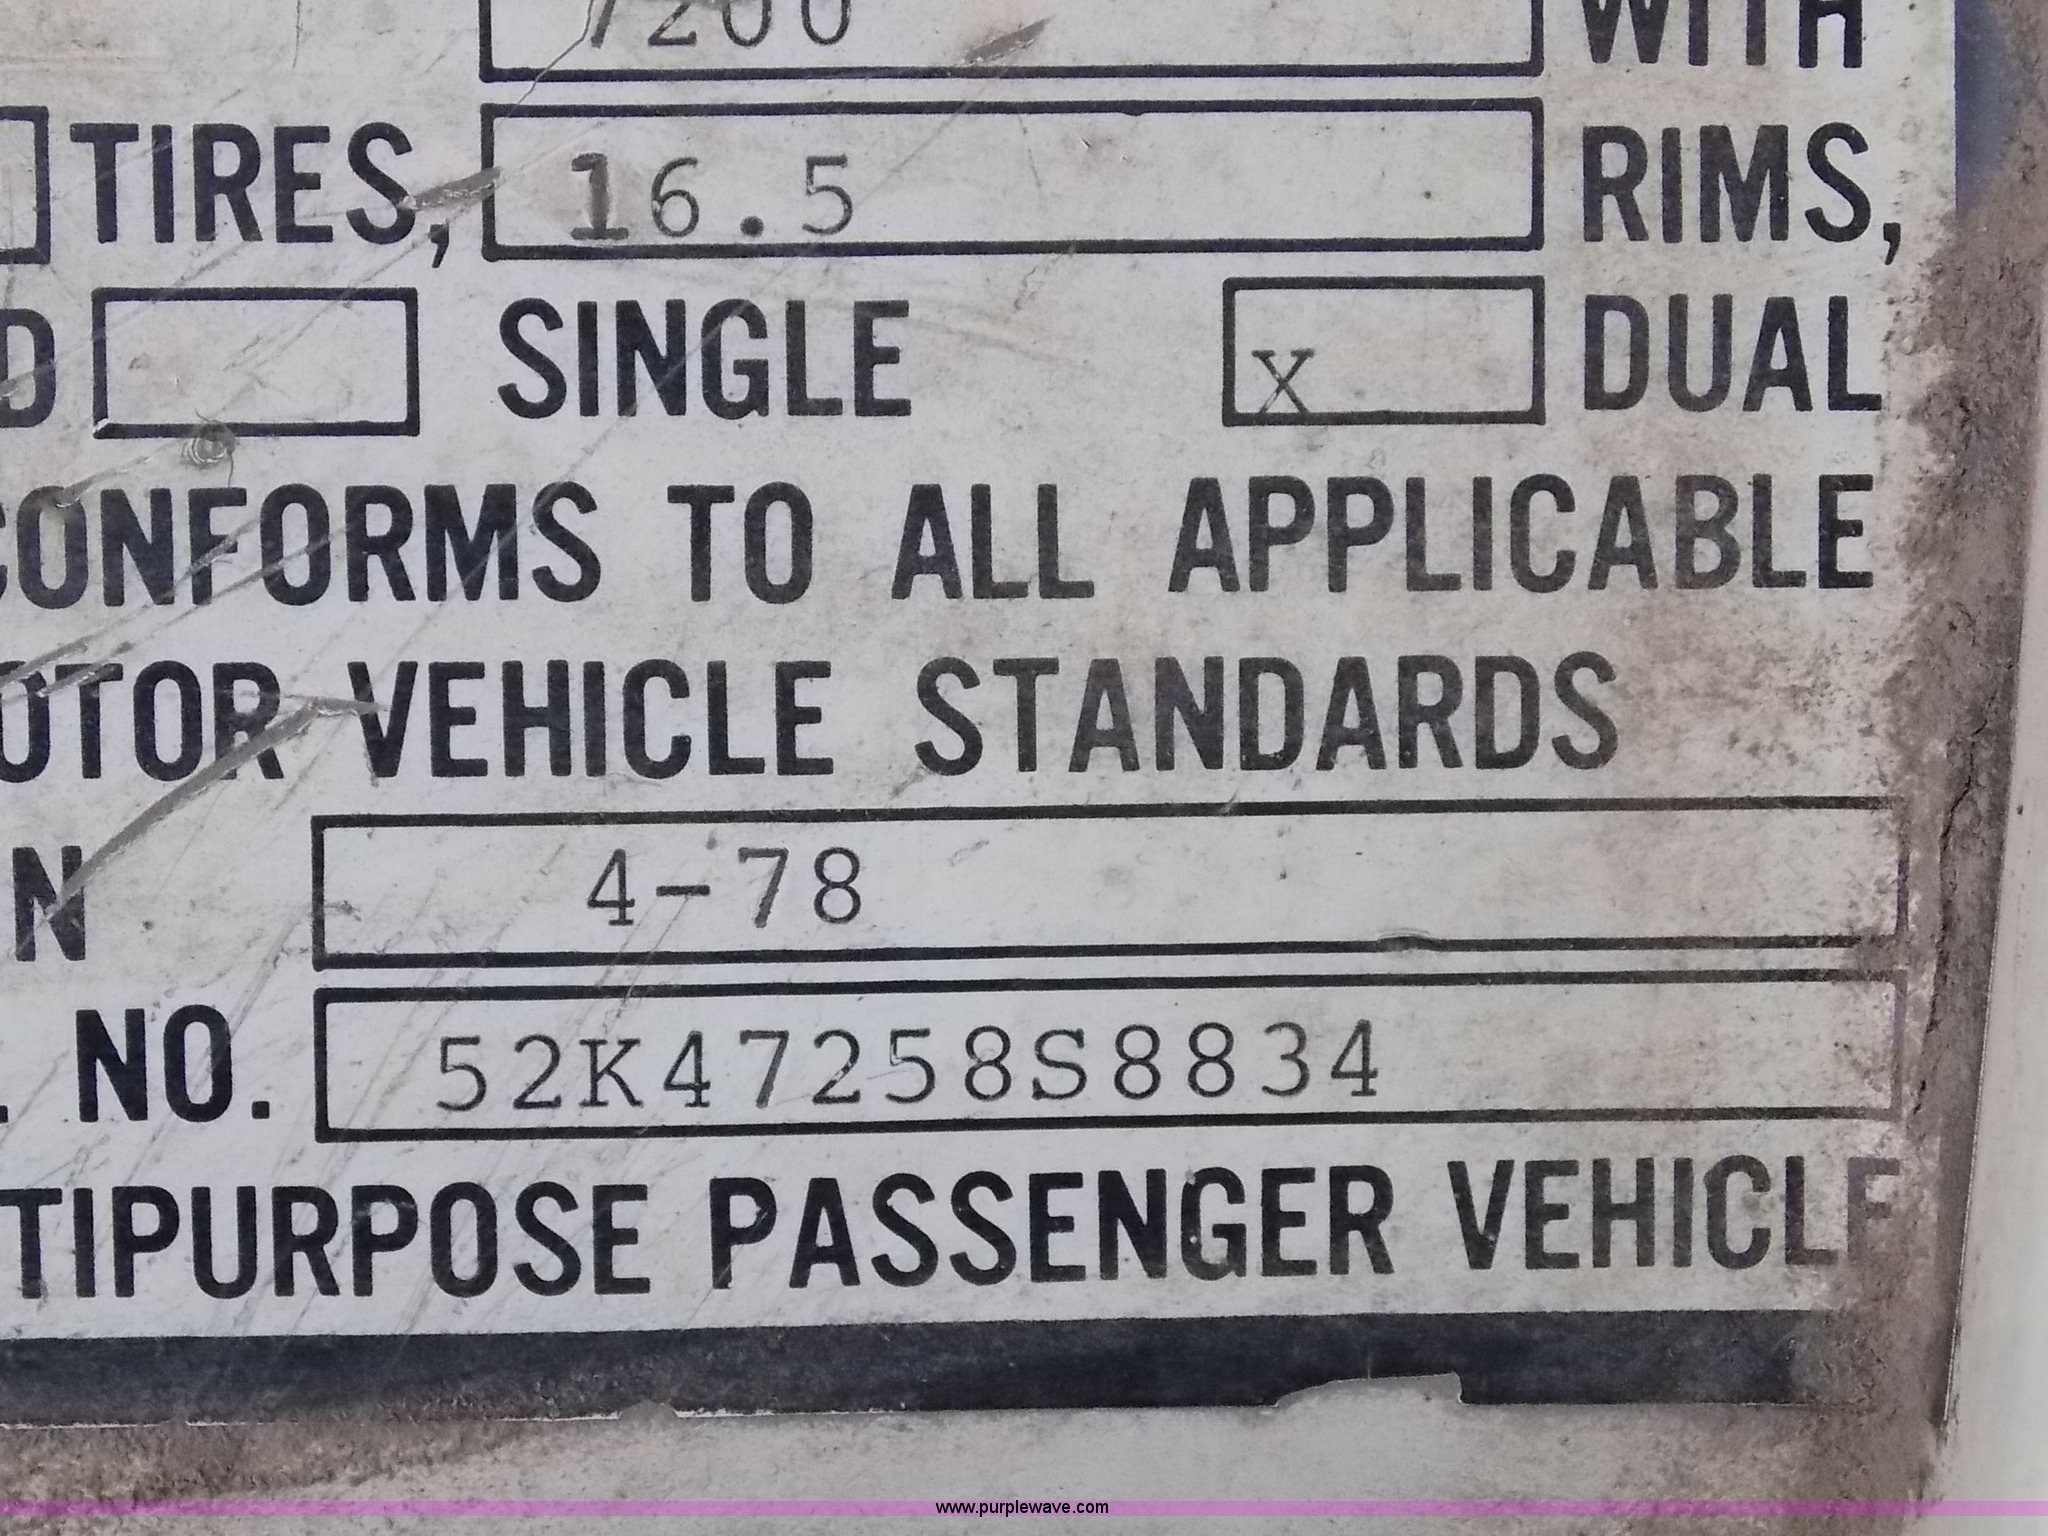 7200 WITH
TIRES, 16.5 RIMS,
D SINGLE x DUAL
CONFORMS TO ALL APPLICABLE
OTOR VEHICLE STANDARDS
N 4-78
. NO. 52K47258S8834
TIPURPOSE PASSENGER VEHICLE
www.purplewave.com